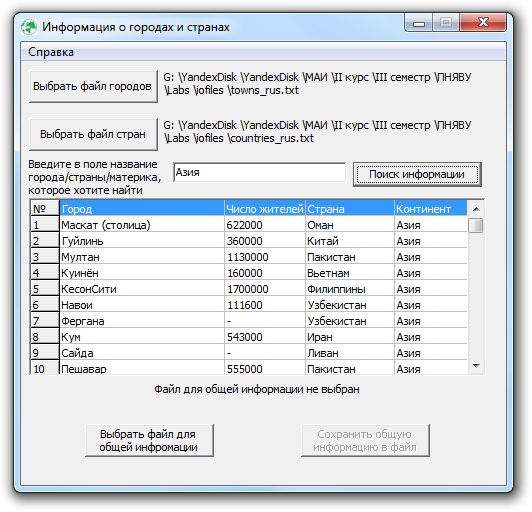 Информация о городах и странах
Справка
Выбрать файл городов
G: \YandexDisk \YandexDisk \МАИ \II курс \III семестр \ПНЯВУ
\Labs \iofiles \towns_rus.txt
Выбрать файл стран
G: \YandexDisk \YandexDisk \МАИ \II курс \III семестр \ПНЯВУ
\Labs \iofiles \countries_rus.txt
Введите в поле название
города/страны/материка,
которое хотите найти
Азия
Поиск информации
№ Город Число жителей Страна Континент
1 Маскат (столица) 622000 Оман Азия
2 Гуйлинь 360000 Китай Азия
3 Мултан 1130000 Пакистан Азия
4 Куинён 160000 Вьетнам Азия
5 КесонСити 1700000 Филиппины Азия
6 Навои 111600 Узбекистан Азия
7 Фергана - Узбекистан Азия
8 Кум 543000 Иран Азия
9 Сайда - Ливан Азия
10 Пешавар 555000 Пакистан Азия
Файл для общей информации не выбран
Выбрать файл для
общей инфромации
Сохранить общую
информацию в файл